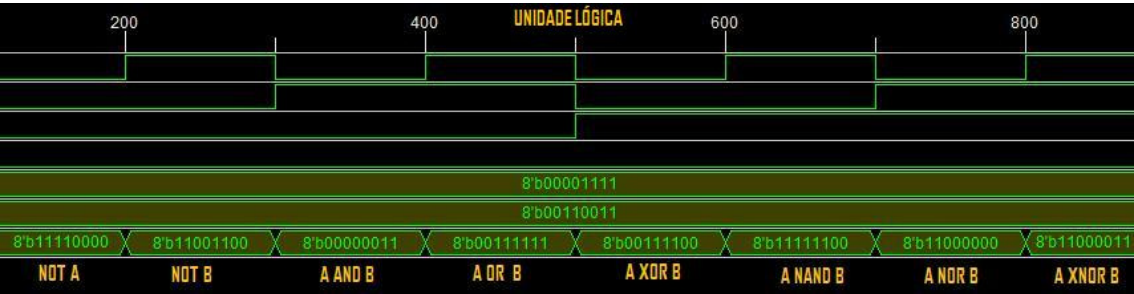 UNIDADE LÓGICA
200 400 600 800
8'b00001111
8'b00110011
8'b11110000 8'b11001100 8'b00000011 8'b00111111 8'b00111100 8'b11111100 8'b11000000 8'b11000011
NOT A NOT B A AND B A OR B A XOR B A NAND B A NOR B A XNOR B